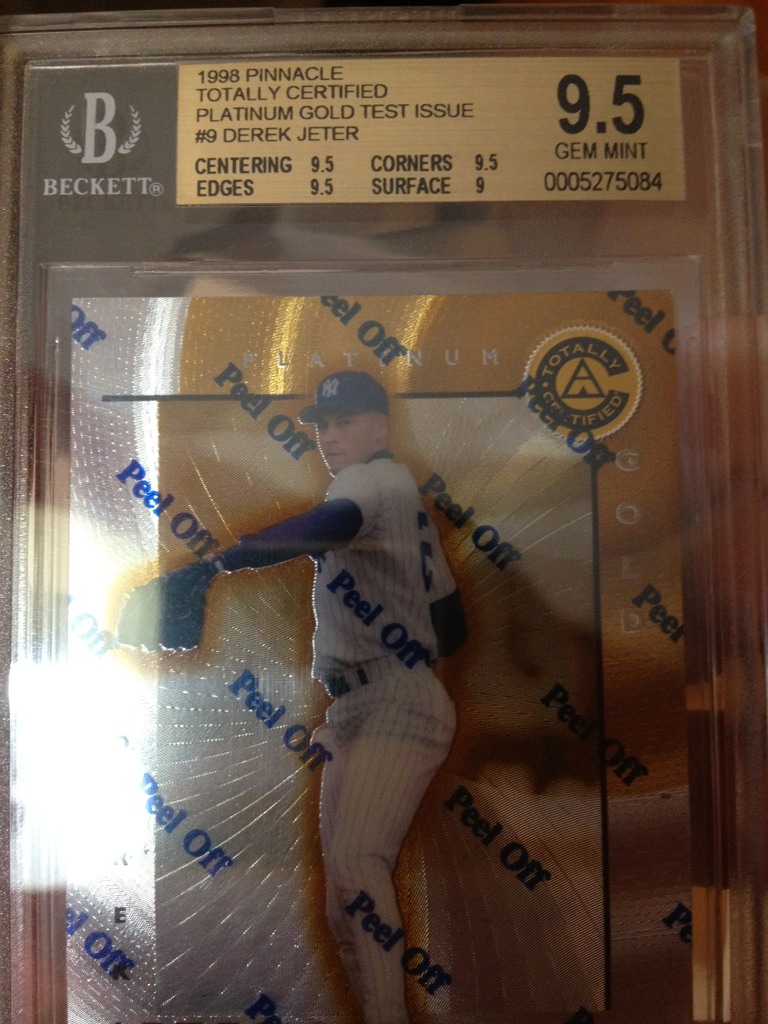 1998 PINNACLE
TOTALLY CERTIFIED
PLATINUM GOLD TEST ISSUE
#9 DEREK JETER
CENTERING 9.5 CORNERS 9.5
EDGES 9.5 SURFACE 9
9.5
GEM MINT
0005275084
B
BECKETT®
PLATINUM
GOLD
TOTALLY
CERTIFIED
NY
Peel Off
Peel Off
Peel Off
Peel Off
Peel Off
Peel Off
Peel Off
Peel Off
Peel Off
Peel Off
Peel Off
Peel Off
Peel
Peel
E